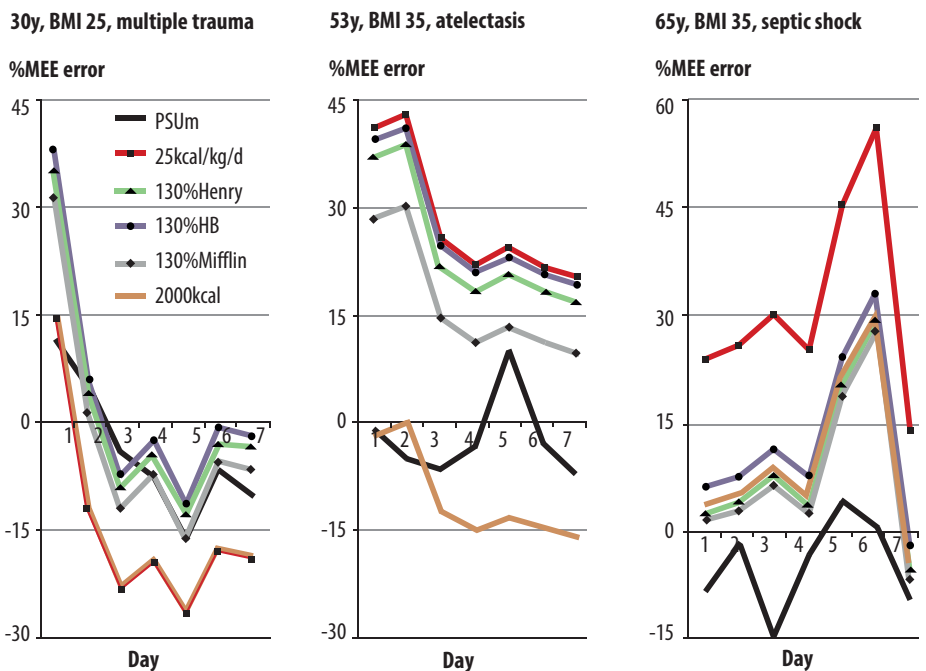 30y, BMI 25, multiple trauma
%MEE error
45
30
15
0
-15
-30
PSUm
25kcal/kg/d
130%Henry
130%HB
130%Mifflin
2000kcal
1 2 3 4 5 6 7
Day
53y, BMI 35, atelectasis
%MEE error
45
30
15
0
-15
-30
1 2 3 4 5 6 7
Day
65y, BMI 35, septic shock
%MEE error
60
45
30
15
0
-15
1 2 3 4 5 6 7
Day